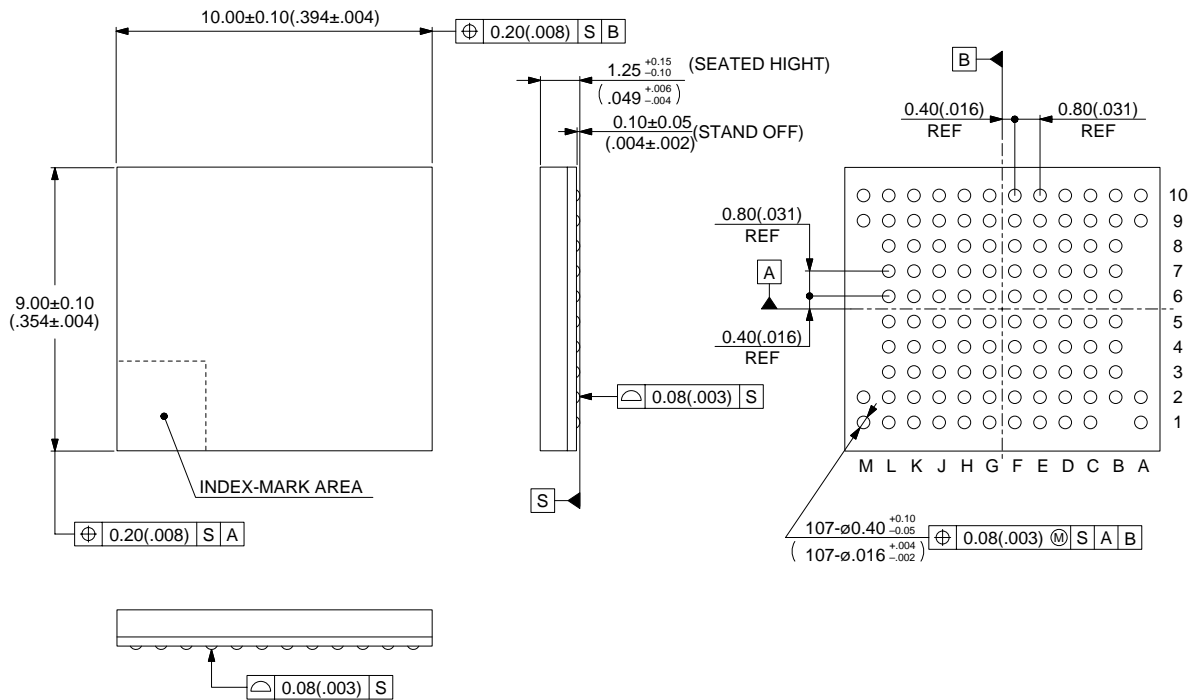 10.00±0.10(.394±.004)
⌖ 0.20(.008) S B
1.25 +0.15 −0.10 (SEATED HIGHT)
( .049 +.006 −.004 )
0.10±0.05 (STAND OFF)
(.004±.002)
B
0.40(.016)
REF
0.80(.031)
REF
0.80(.031)
REF
A
0.40(.016)
REF
10
9
8
7
6
5
4
3
2
1
M L K J H G F E D C B A
9.00±0.10
(.354±.004)
⌓ 0.08(.003) S
INDEX-MARK AREA
S
⌖ 0.20(.008) S A
107-ø0.40 +0.10 −0.05
( 107-ø.016 +.004 −.002 )
⌖ 0.08(.003) Ⓜ S A B
⌓ 0.08(.003) S